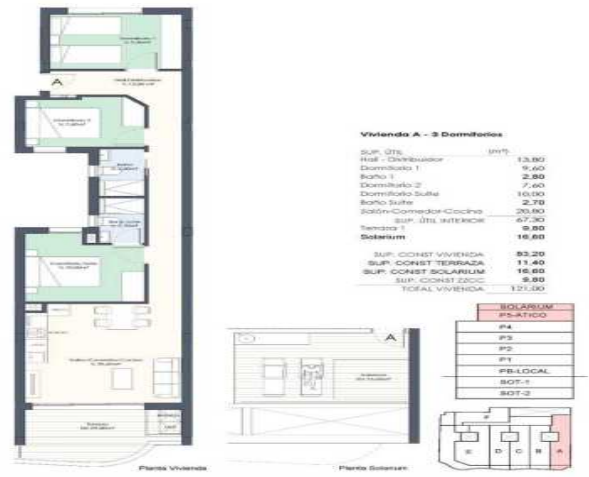 A
Vivienda A - 3 Dormitorios
SUP. ÚTIL (m²)
Hall - Distribuidor 13,80
Dormitorio 1 9,60
Baño 1 2,80
Dormitorio 2 7,60
Dormitorio Suite 10,00
Baño Suite 2,70
Salón-Comedor-Cocina 20,80
SUP. ÚTIL INTERIOR 67,30
Terraza 1 9,80
Solarium 16,60
SUP. CONST VIVIENDA 83,20
SUP. CONST TERRAZA 11,40
SUP. CONST SOLARIUM 16,60
SUP. CONST ZZCC 9,80
TOTAL VIVIENDA 121,00
SOLARIUM
P5-ÁTICO
P4
P3
P2
P1
PB-LOCAL
SOT-1
SOT-2
A
F
E D C B A
Planta Vivienda
Planta Solarium